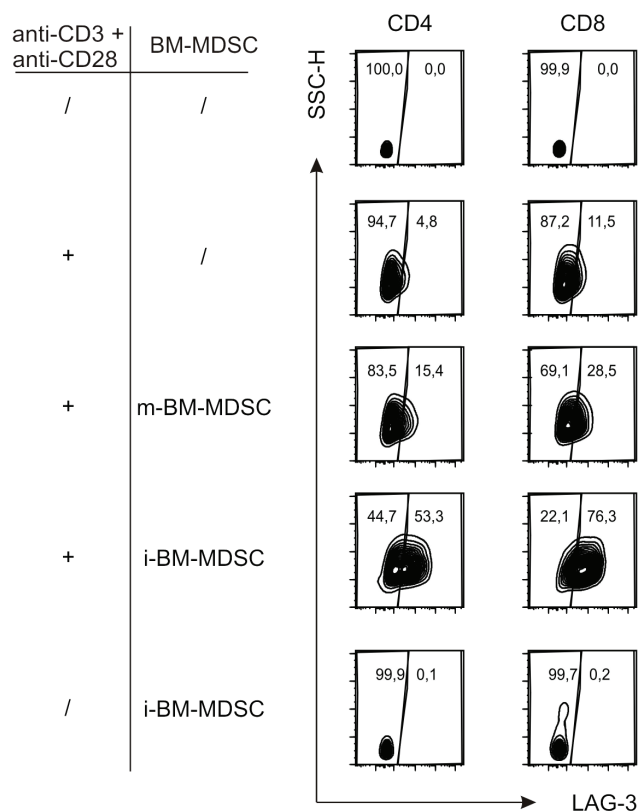 CD4 CD8
anti-CD3 +
anti-CD28 BM-MDSC
SSC-H
/ / 100,0 0,0 99,9 0,0
+ / 94,7 4,8 87,2 11,5
+ m-BM-MDSC 83,5 15,4 69,1 28,5
+ i-BM-MDSC 44,7 53,3 22,1 76,3
/ i-BM-MDSC 99,9 0,1 99,7 0,2
LAG-3